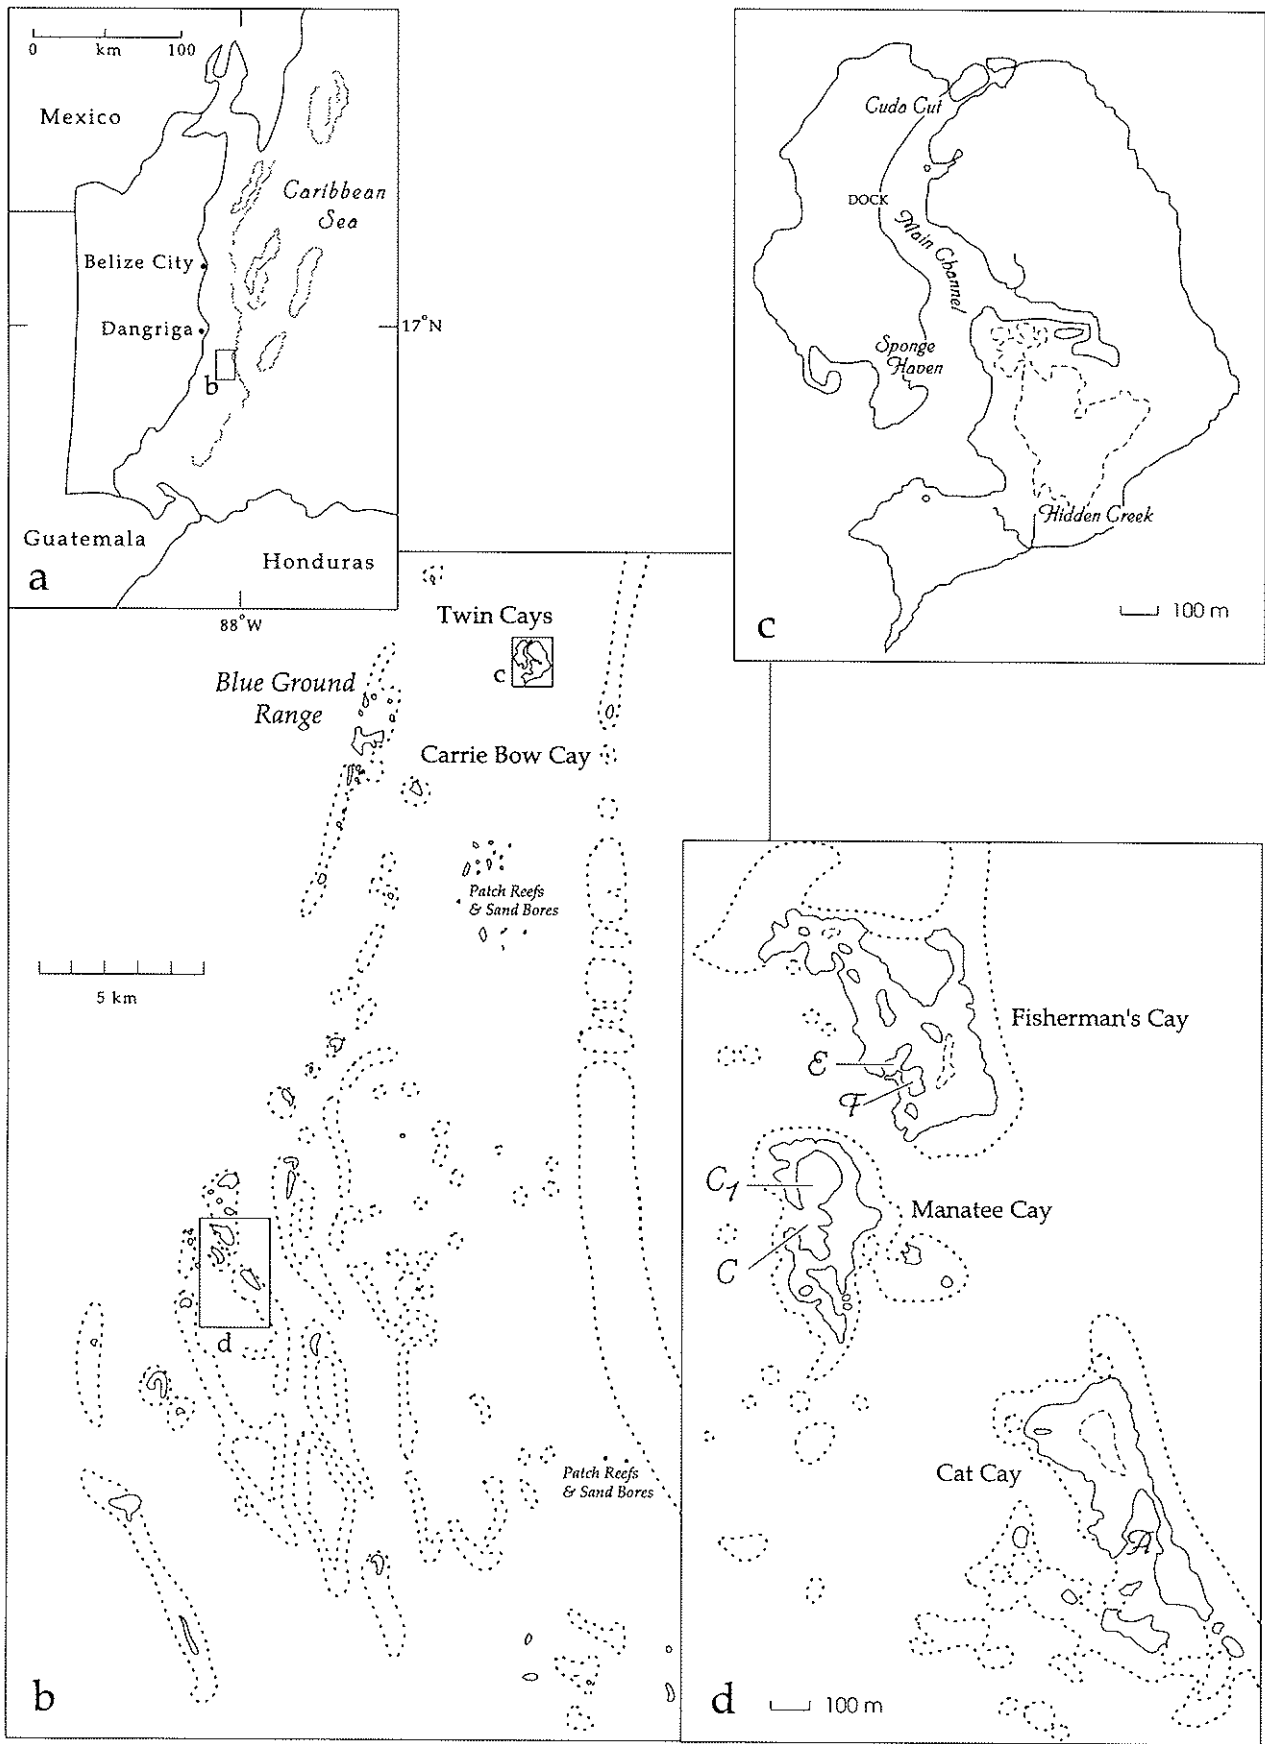 0 km 100
Mexico
Caribbean
Sea
Belize City
Dangriga
17°N
b
Guatemala
Honduras
a
88°W
Cuda Cut
DOCK
Main Channel
Sponge
Haven
Hidden Creek
100 m
c
Twin Cays
c
Blue Ground
Range
Carrie Bow Cay
Patch Reefs
& Sand Bores
5 km
d
Patch Reefs
& Sand Bores
b
Fisherman's Cay
E
F
C1
Manatee Cay
C
Cat Cay
A
d
100 m